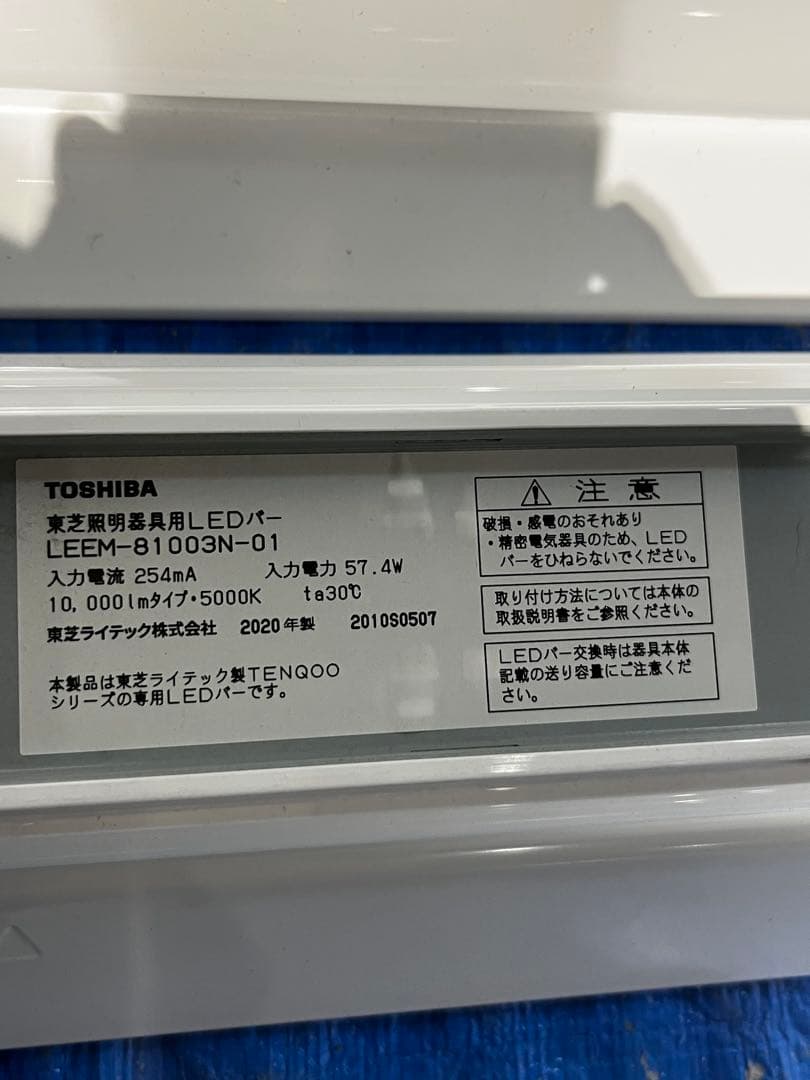 TOSHIBA
東芝照明器具用LEDバー
LEEM-81003N-01
入力電流 254mA 入力電力 57.4W
10,000lmタイプ・5000K ta30℃
東芝ライテック株式会社 2020年製 2010S0507
本製品は東芝ライテック製TENQOO
シリーズの専用LEDバーです。
注意
破損・感電のおそれあり
・精密電気器具のため、LED
バーをひねらないでください。
取り付け方法については本体の
取扱説明書をご参照ください。
LEDバー交換時は器具本体
記載の送り容量にご注意くだ
さい。